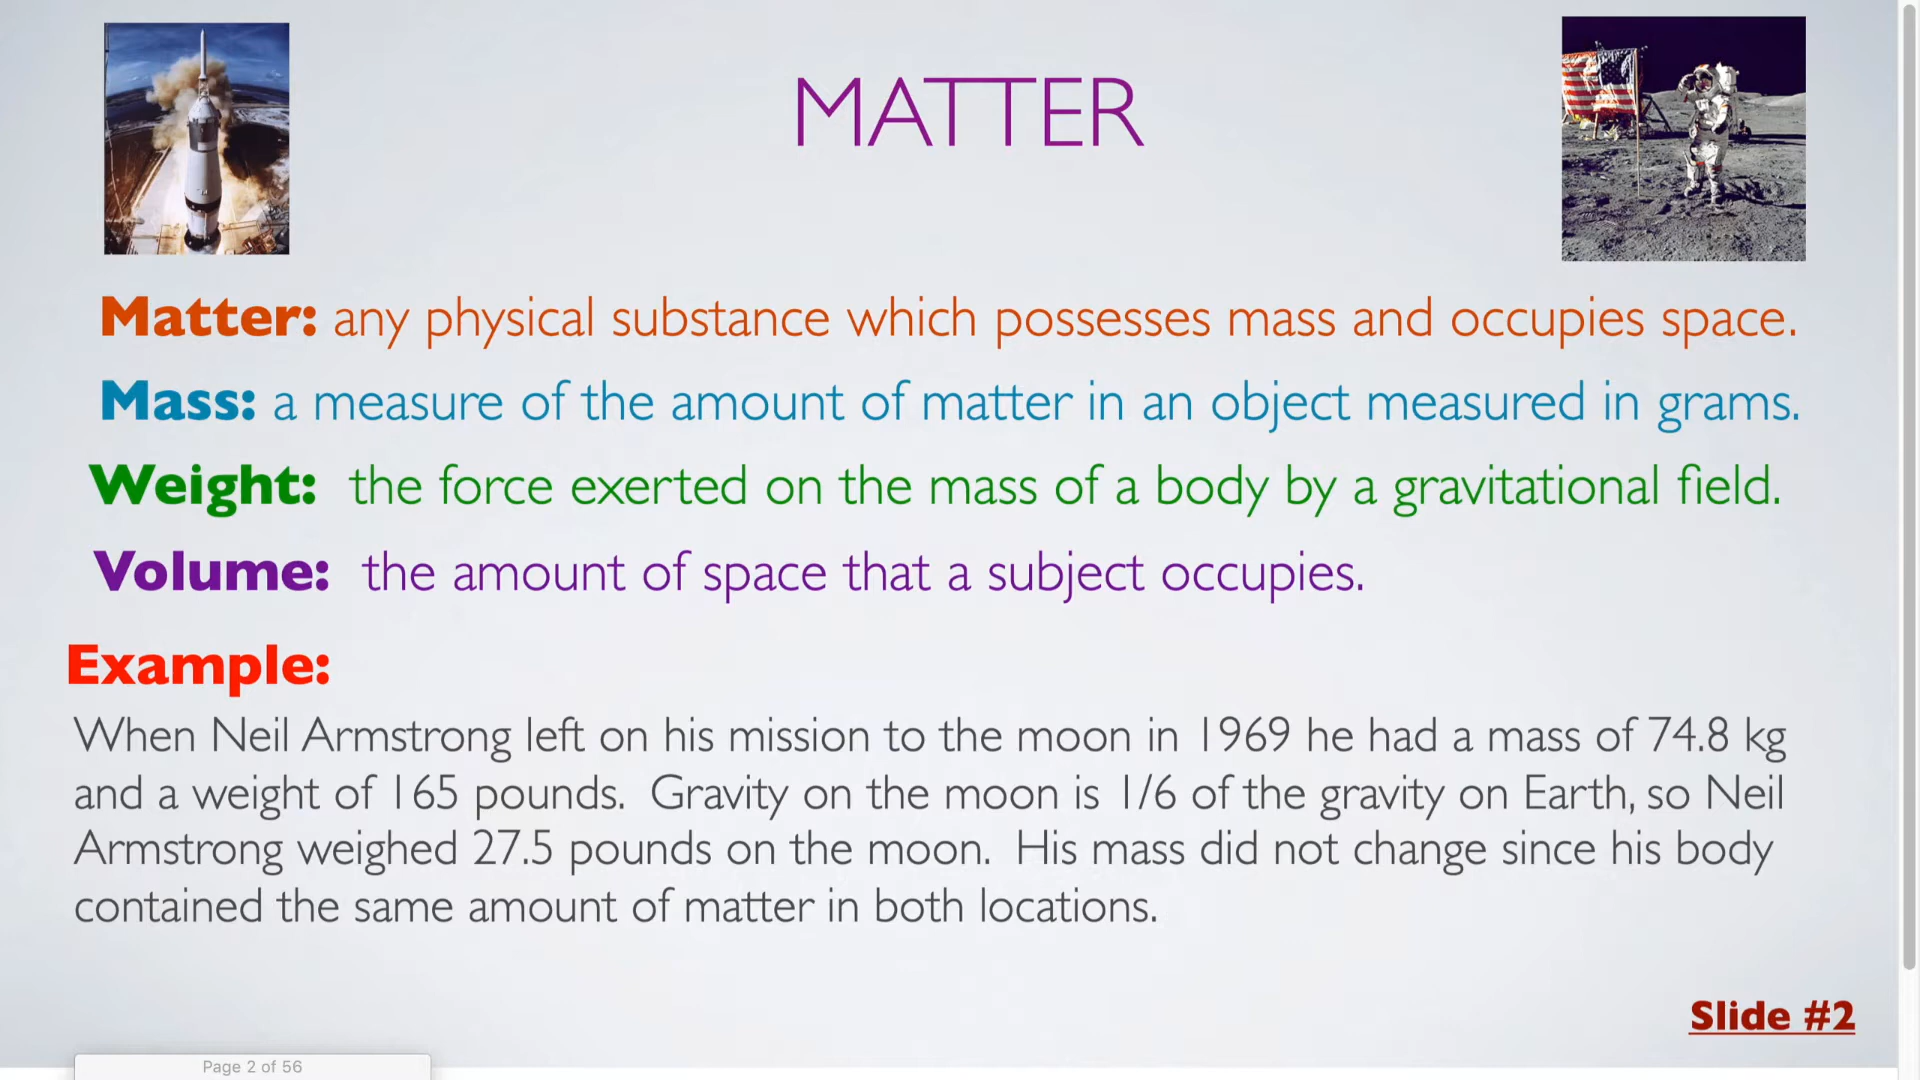 MATTER
Matter: any physical substance which possesses mass and occupies space.
Mass: a measure of the amount of matter in an object measured in grams.
Weight: the force exerted on the mass of a body by a gravitational field.
Volume: the amount of space that a subject occupies.
Example:
When Neil Armstrong left on his mission to the moon in 1969 he had a mass of 74.8 kg
and a weight of 165 pounds. Gravity on the moon is 1/6 of the gravity on Earth, so Neil
Armstrong weighed 27.5 pounds on the moon. His mass did not change since his body
contained the same amount of matter in both locations.
Slide #2
Page 2 of 56